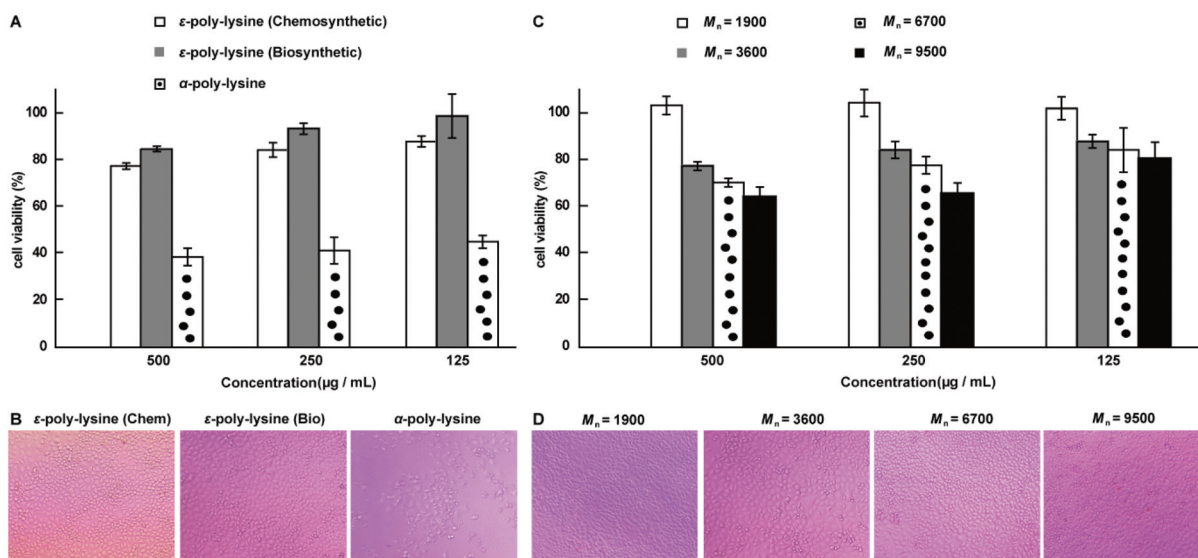 A
ε-poly-lysine (Chemosynthetic)
ε-poly-lysine (Biosynthetic)
α-poly-lysine
cell viability (%)
100
80
60
40
20
0
500
250
125
Concentration(μg / mL)
C
Mn = 1900
Mn = 6700
Mn = 3600
Mn = 9500
cell viability (%)
100
80
60
40
20
0
500
250
125
Concentration(μg / mL)
B
ε-poly-lysine (Chem)
ε-poly-lysine (Bio)
α-poly-lysine
D
Mn = 1900
Mn = 3600
Mn = 6700
Mn = 9500